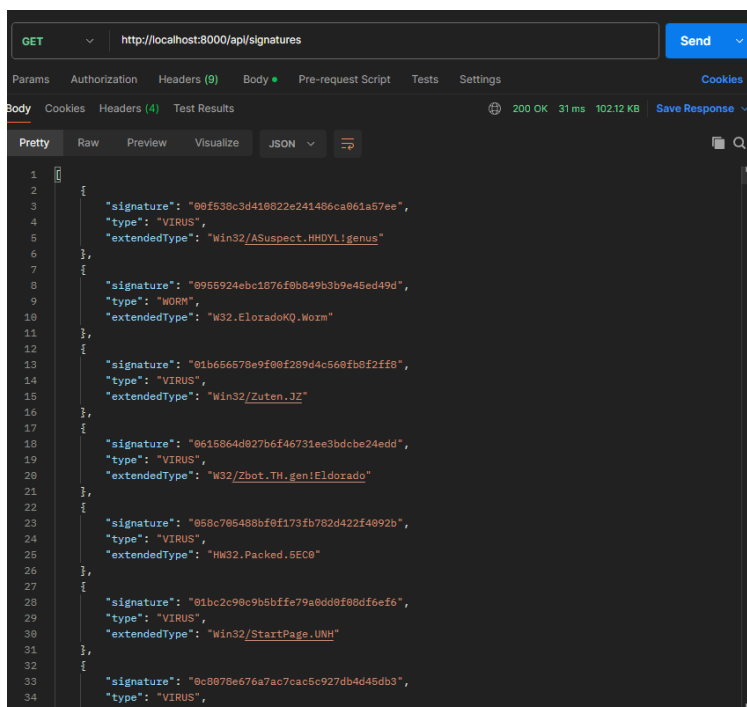 GET http://localhost:8000/api/signatures Send
Params Authorization Headers (9) Body Pre-request Script Tests Settings Cookies
Body Cookies Headers (4) Test Results 200 OK 31 ms 102.12 KB Save Response
Pretty Raw Preview Visualize JSON
1 [
2 {
3 "signature": "00f538c3d410822e241486ca061a57ee",
4 "type": "VIRUS",
5 "extendedType": "Win32/ASuspect.HHDYL!genus"
6 },
7 {
8 "signature": "0955924ebc1876f0b849b3b9e45ed49d",
9 "type": "WORM",
10 "extendedType": "W32.EloradoKQ.Worm"
11 },
12 {
13 "signature": "01b656578e9f00f289d4c560fb8f2ff8",
14 "type": "VIRUS",
15 "extendedType": "Win32/Zuten.JZ"
16 },
17 {
18 "signature": "0615864d027b6f46731ee3bdcbe24edd",
19 "type": "VIRUS",
20 "extendedType": "W32/Zbot.TH.gen!Eldorado"
21 },
22 {
23 "signature": "058c705488bf0f173fb782d422f4092b",
24 "type": "VIRUS",
25 "extendedType": "HW32.Packed.5EC0"
26 },
27 {
28 "signature": "01bc2c90c9b5bffe79a0dd0f08df6ef6",
29 "type": "VIRUS",
30 "extendedType": "Win32/StartPage.UNH"
31 },
32 {
33 "signature": "0c8078e676a7ac7cac5c927db4d45db3",
34 "type": "VIRUS",